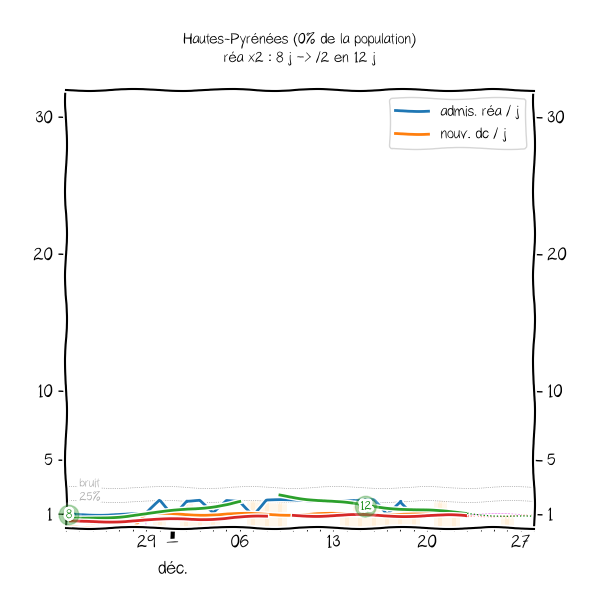 Hautes-Pyrénées (0% de la population)
réa x2 : 8 j -> /2 en 12 j
admis. réa / j
nouv. dc / j
30 30
20 20
10 10
5 5
bruit
25%
1 8 12 1
29 06 13 20 27
déc.